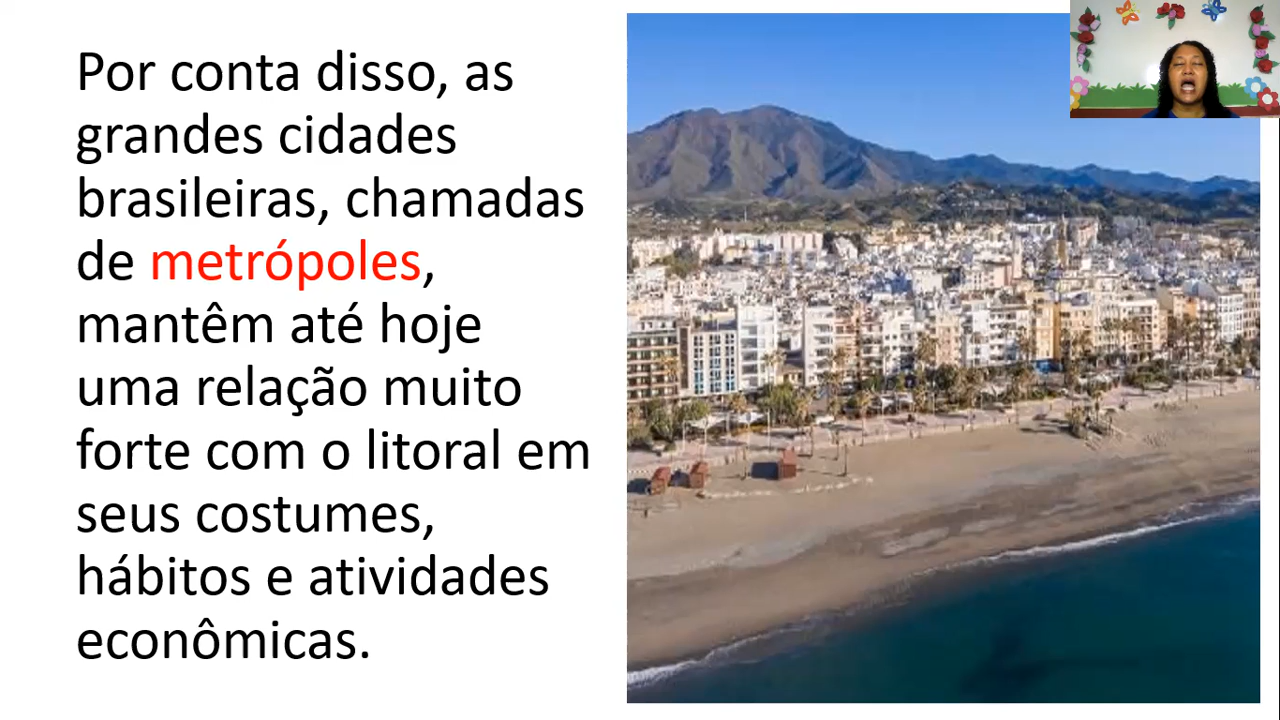 Por conta disso, as
grandes cidades
brasileiras, chamadas
de metrópoles,
mantêm até hoje
uma relação muito
forte com o litoral em
seus costumes,
hábitos e atividades
econômicas.